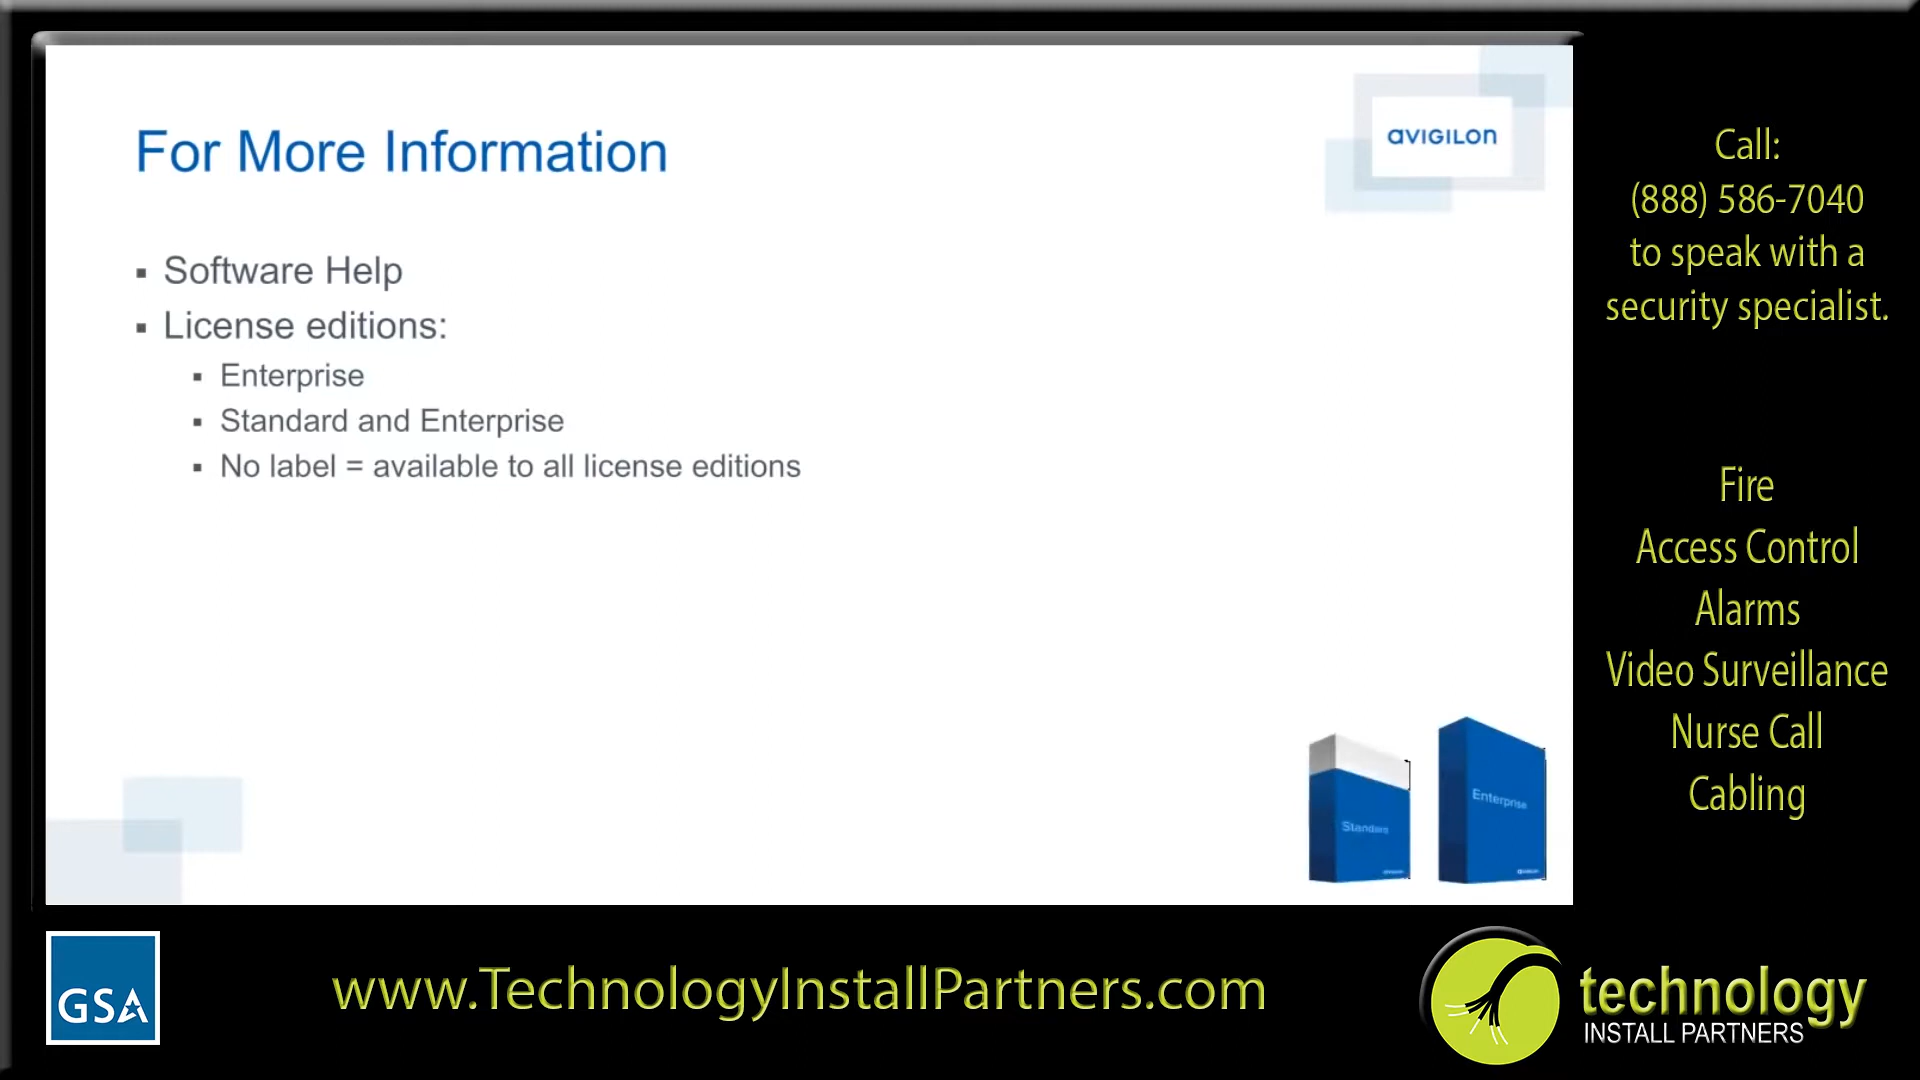 For More Information
avigilon
▪ Software Help
▪ License editions:
▪ Enterprise
▪ Standard and Enterprise
▪ No label = available to all license editions
Standard
Enterprise
Call:
(888) 586-7040
to speak with a
security specialist.
Fire
Access Control
Alarms
Video Surveillance
Nurse Call
Cabling
GSA
www.TechnologyInstallPartners.com
technology
INSTALL PARTNERS